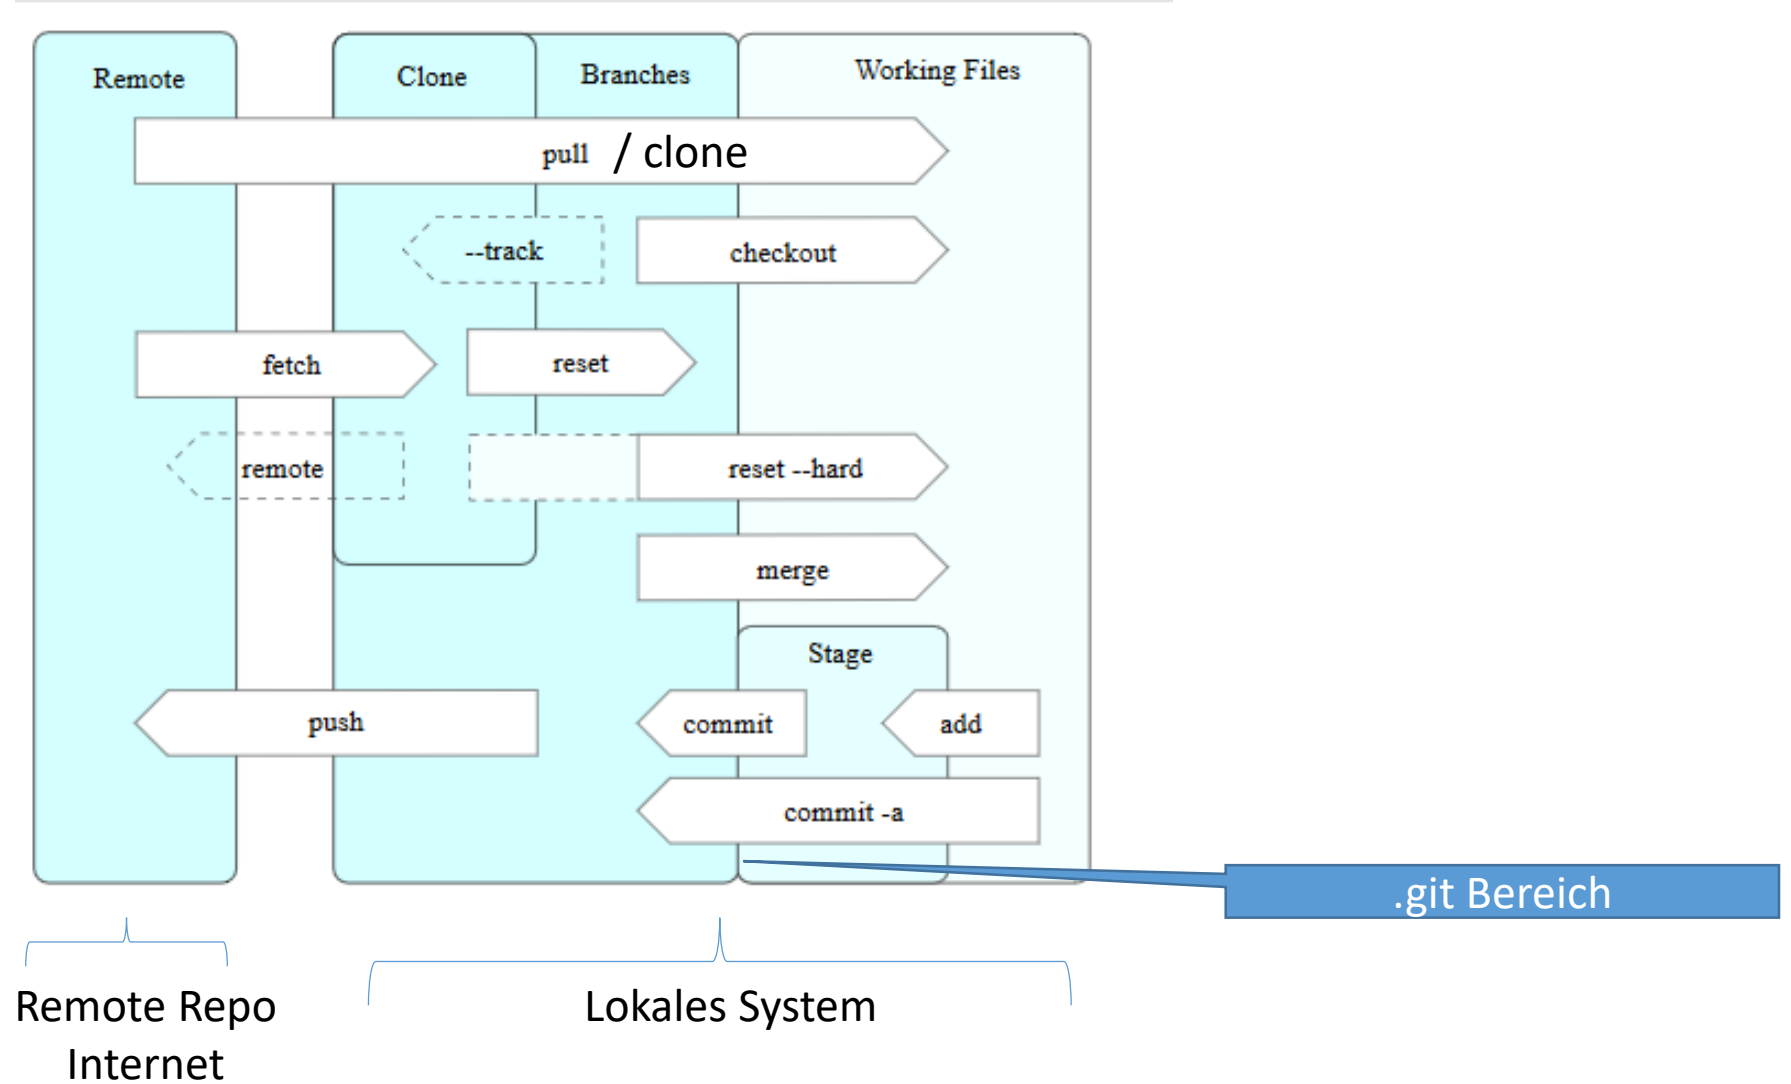 Remote
Clone
Branches
Working Files
pull / clone
--track
checkout
fetch
reset
remote
reset --hard
merge
Stage
push
commit
add
commit -a
.git Bereich
Remote Repo
Internet
Lokales System